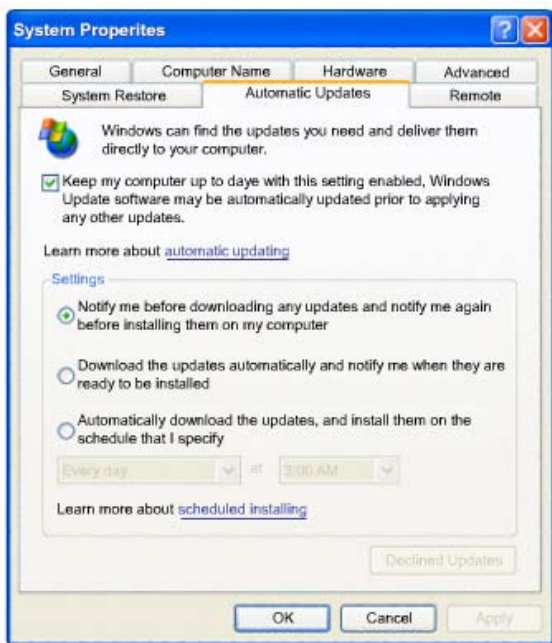 System Properites
General
Computer Name
Hardware
Advanced
System Restore
Automatic Updates
Remote
Windows can find the updates you need and deliver them
directly to your computer.
Keep my computer up to daye with this setting enabled, Windows
Update software may be automatically updated prior to applying
any other updates.
Learn more about automatic updating
Settings
Notify me before downloading any updates and notify me again
before installing them on my computer
Download the updates automatically and notify me when they are
ready to be installed
Automatically download the updates, and install them on the
schedule that I specify
Every day at 3:00 AM
Learn more about scheduled installing
Declined Updates
OK
Cancel
Apply